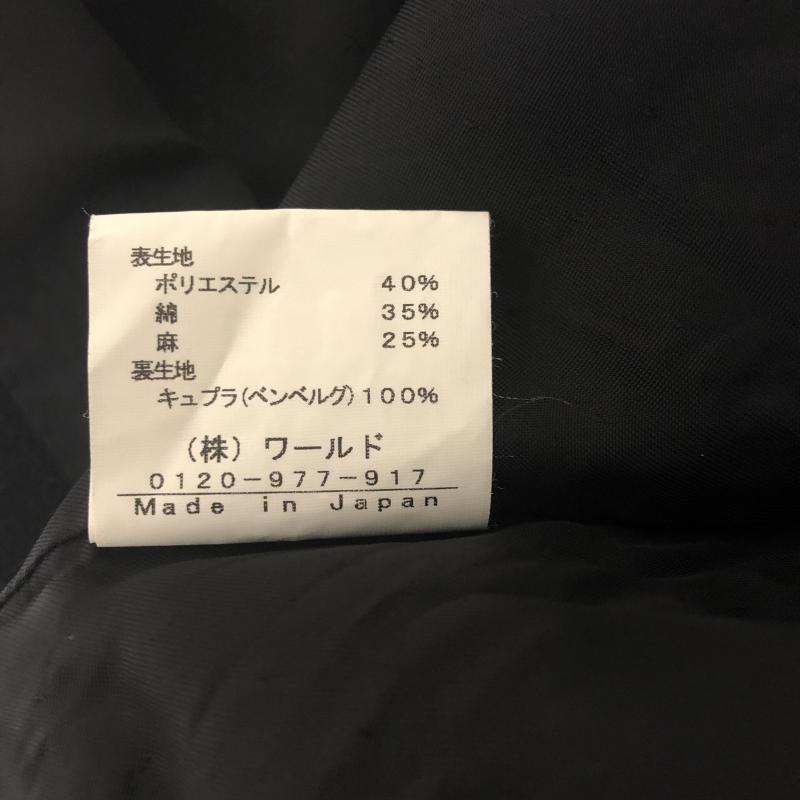 表生地
ポリエステル 40%
綿 35%
麻 25%
裏生地
キュプラ(ベンベルグ)100%
(株)ワールド
0120-977-917
Made in Japan